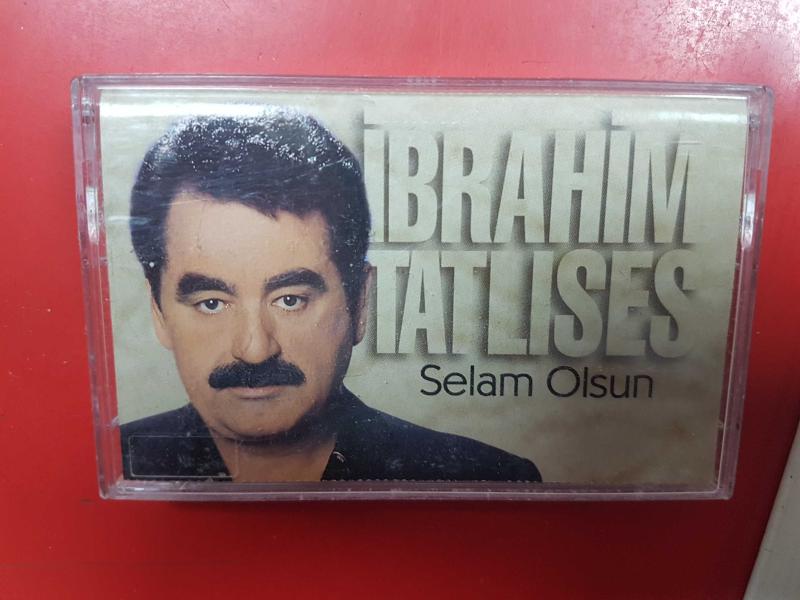 İBRAHİM
TATLISES
Selam Olsun